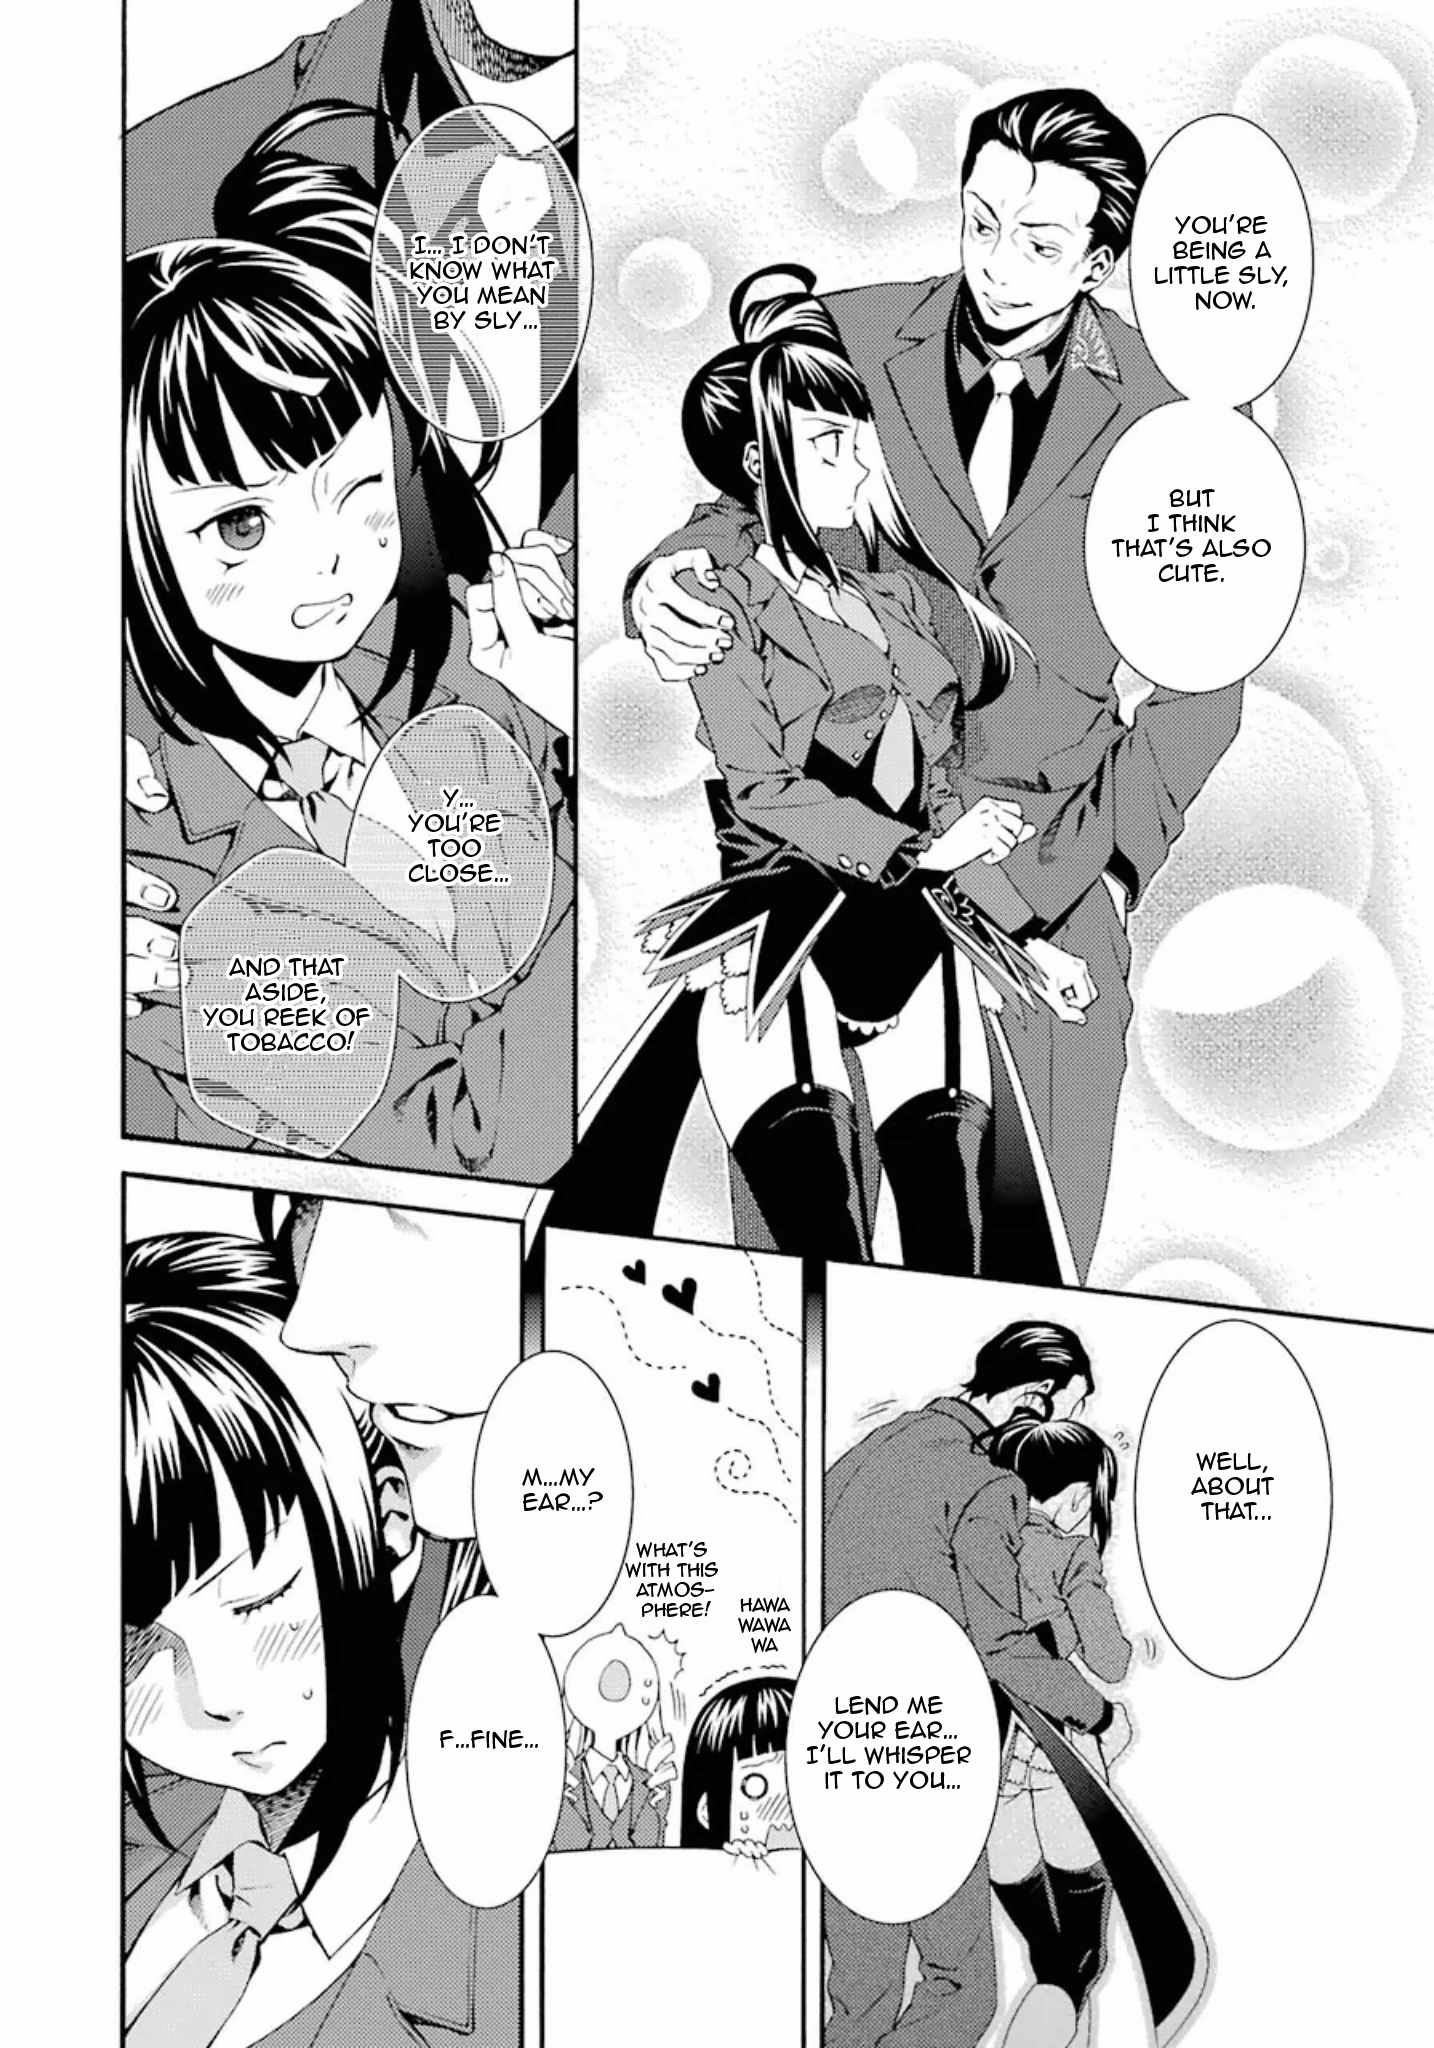 YOU'RE
BEING A
LITTLE SLY,
NOW.
BUT
I THINK
THAT'S ALSO
CUTE.
I... I DON'T
KNOW WHAT
YOU MEAN
BY SLY...
Y...
YOU'RE
TOO
CLOSE...
AND THAT
ASIDE,
YOU REEK OF
TOBACCO!
WELL,
ABOUT
THAT...
LEND ME
YOUR EAR...
I'LL WHISPER
IT TO YOU...
HAWA
WAWA
WA
WHAT'S
WITH THIS
ATMOS-
PHERE!
M...MY
EAR...?
F...FINE...